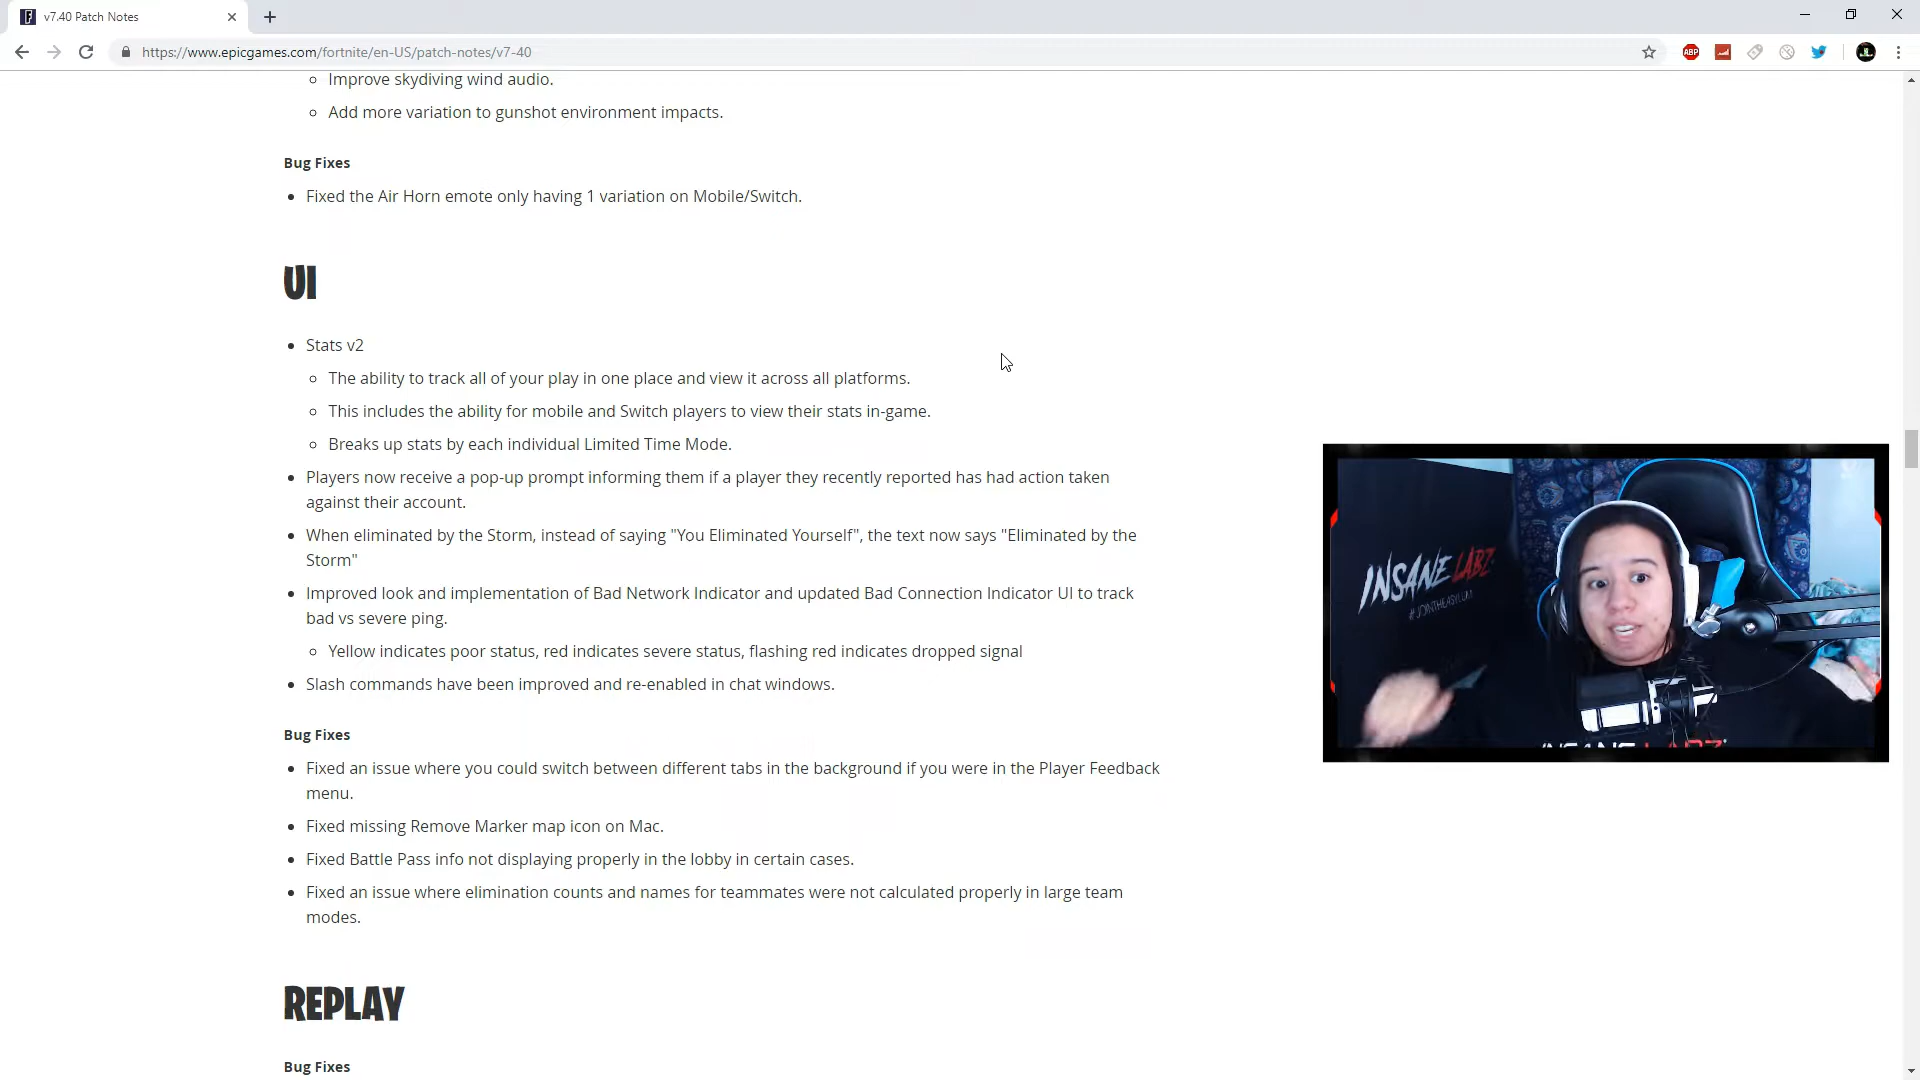 v7.40 Patch Notes
https://www.epicgames.com/fortnite/en-US/patch-notes/v7-40
ABP
Improve skydiving wind audio.
Add more variation to gunshot environment impacts.
Bug Fixes
Fixed the Air Horn emote only having 1 variation on Mobile/Switch.
UI
Stats v2
The ability to track all of your play in one place and view it across all platforms.
This includes the ability for mobile and Switch players to view their stats in-game.
Breaks up stats by each individual Limited Time Mode.
Players now receive a pop-up prompt informing them if a player they recently reported has had action taken
against their account.
When eliminated by the Storm, instead of saying "You Eliminated Yourself", the text now says "Eliminated by the
Storm"
Improved look and implementation of Bad Network Indicator and updated Bad Connection Indicator UI to track
bad vs severe ping.
Yellow indicates poor status, red indicates severe status, flashing red indicates dropped signal
Slash commands have been improved and re-enabled in chat windows.
Bug Fixes
Fixed an issue where you could switch between different tabs in the background if you were in the Player Feedback
menu.
Fixed missing Remove Marker map icon on Mac.
Fixed Battle Pass info not displaying properly in the lobby in certain cases.
Fixed an issue where elimination counts and names for teammates were not calculated properly in large team
modes.
REPLAY
Bug Fixes
INSANE LABZ
#JOINTHEASYLUM
INSANE LABZ